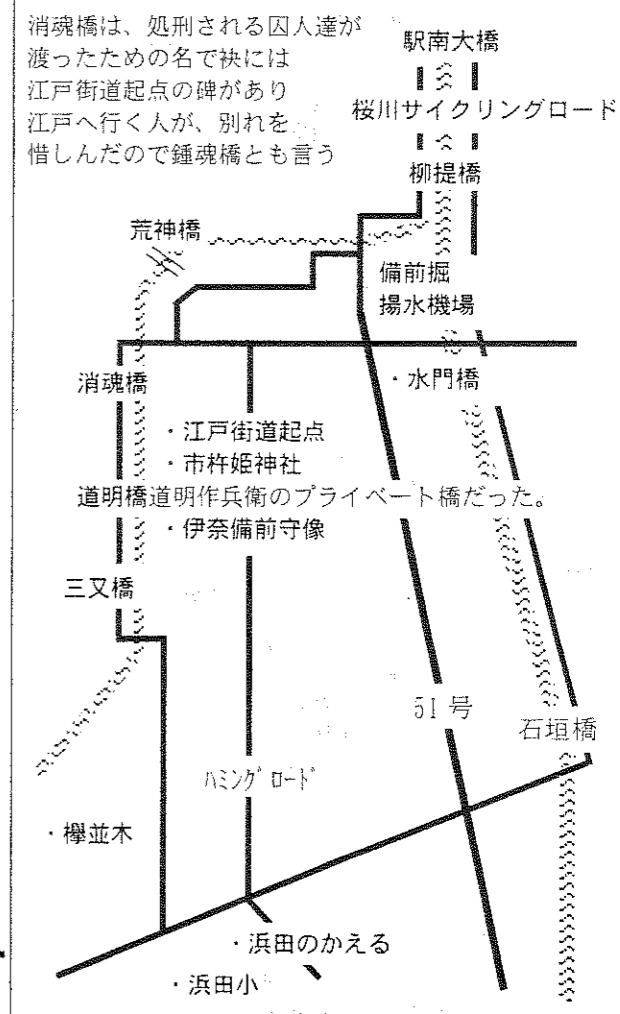 消魂橋は、処刑される囚人達が
渡ったための名で袂には
江戸街道起点の碑があり
江戸へ行く人が、別れを
惜しんだので鍾魂橋とも言う
駅南大橋
桜川サイクリングロード
柳提橋
荒神橋
備前掘
揚水機場
消魂橋
・水門橋
・江戸街道起点
・市杵姫神社
道明橋道明作兵衛のプライベート橋だった。
・伊奈備前守像
三又橋
51号
石垣橋
ハミングロード
・欅並木
・浜田のかえる
・浜田小